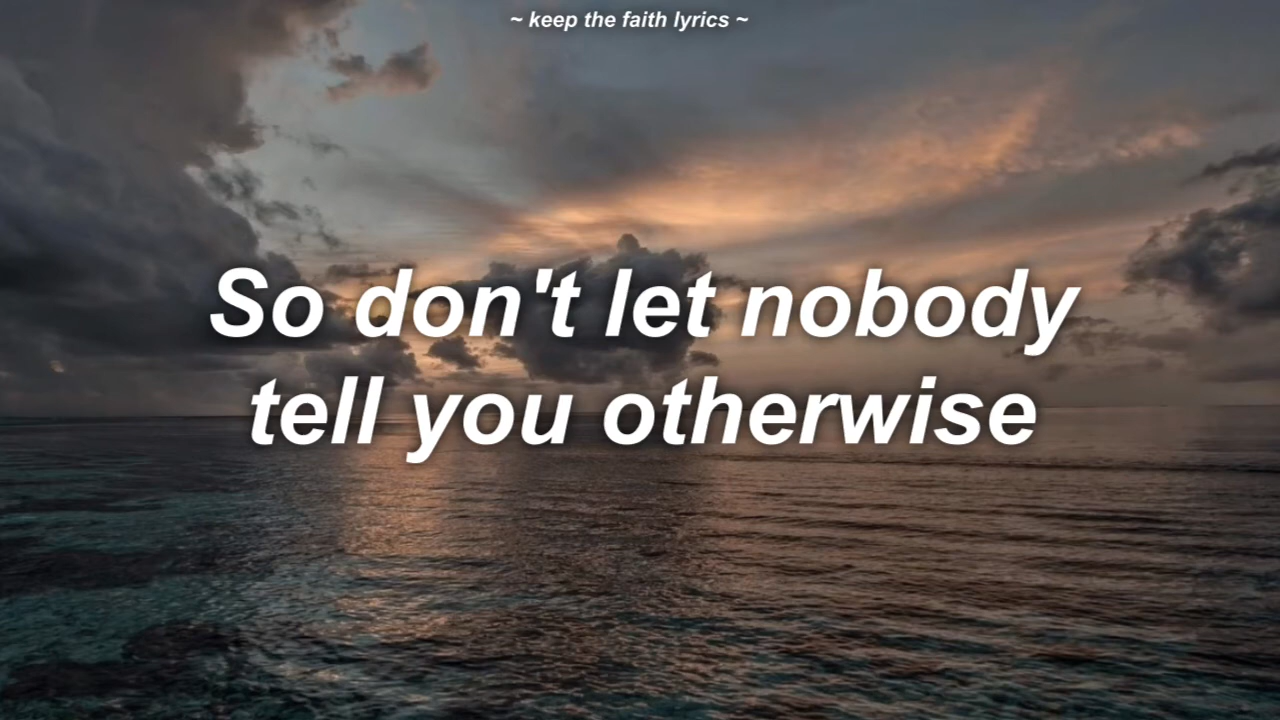 ~ keep the faith lyrics ~
So don't let nobody
tell you otherwise